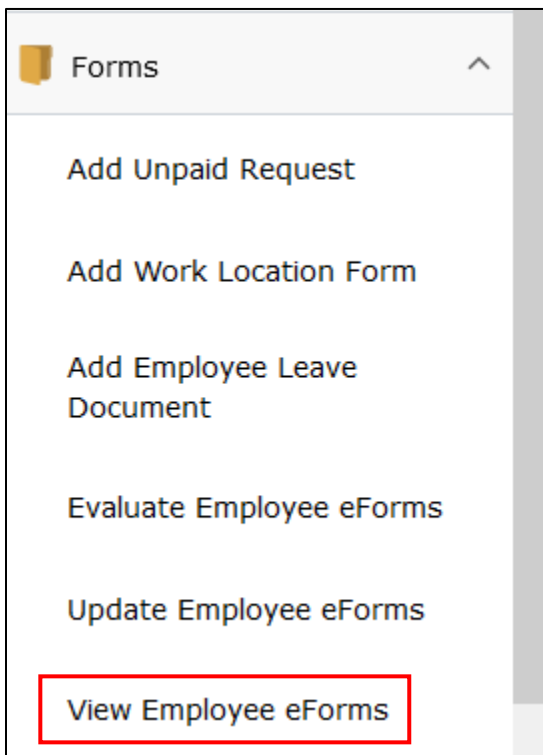 Forms
Add Unpaid Request
Add Work Location Form
Add Employee Leave
Document
Evaluate Employee eForms
Update Employee eForms
View Employee eForms